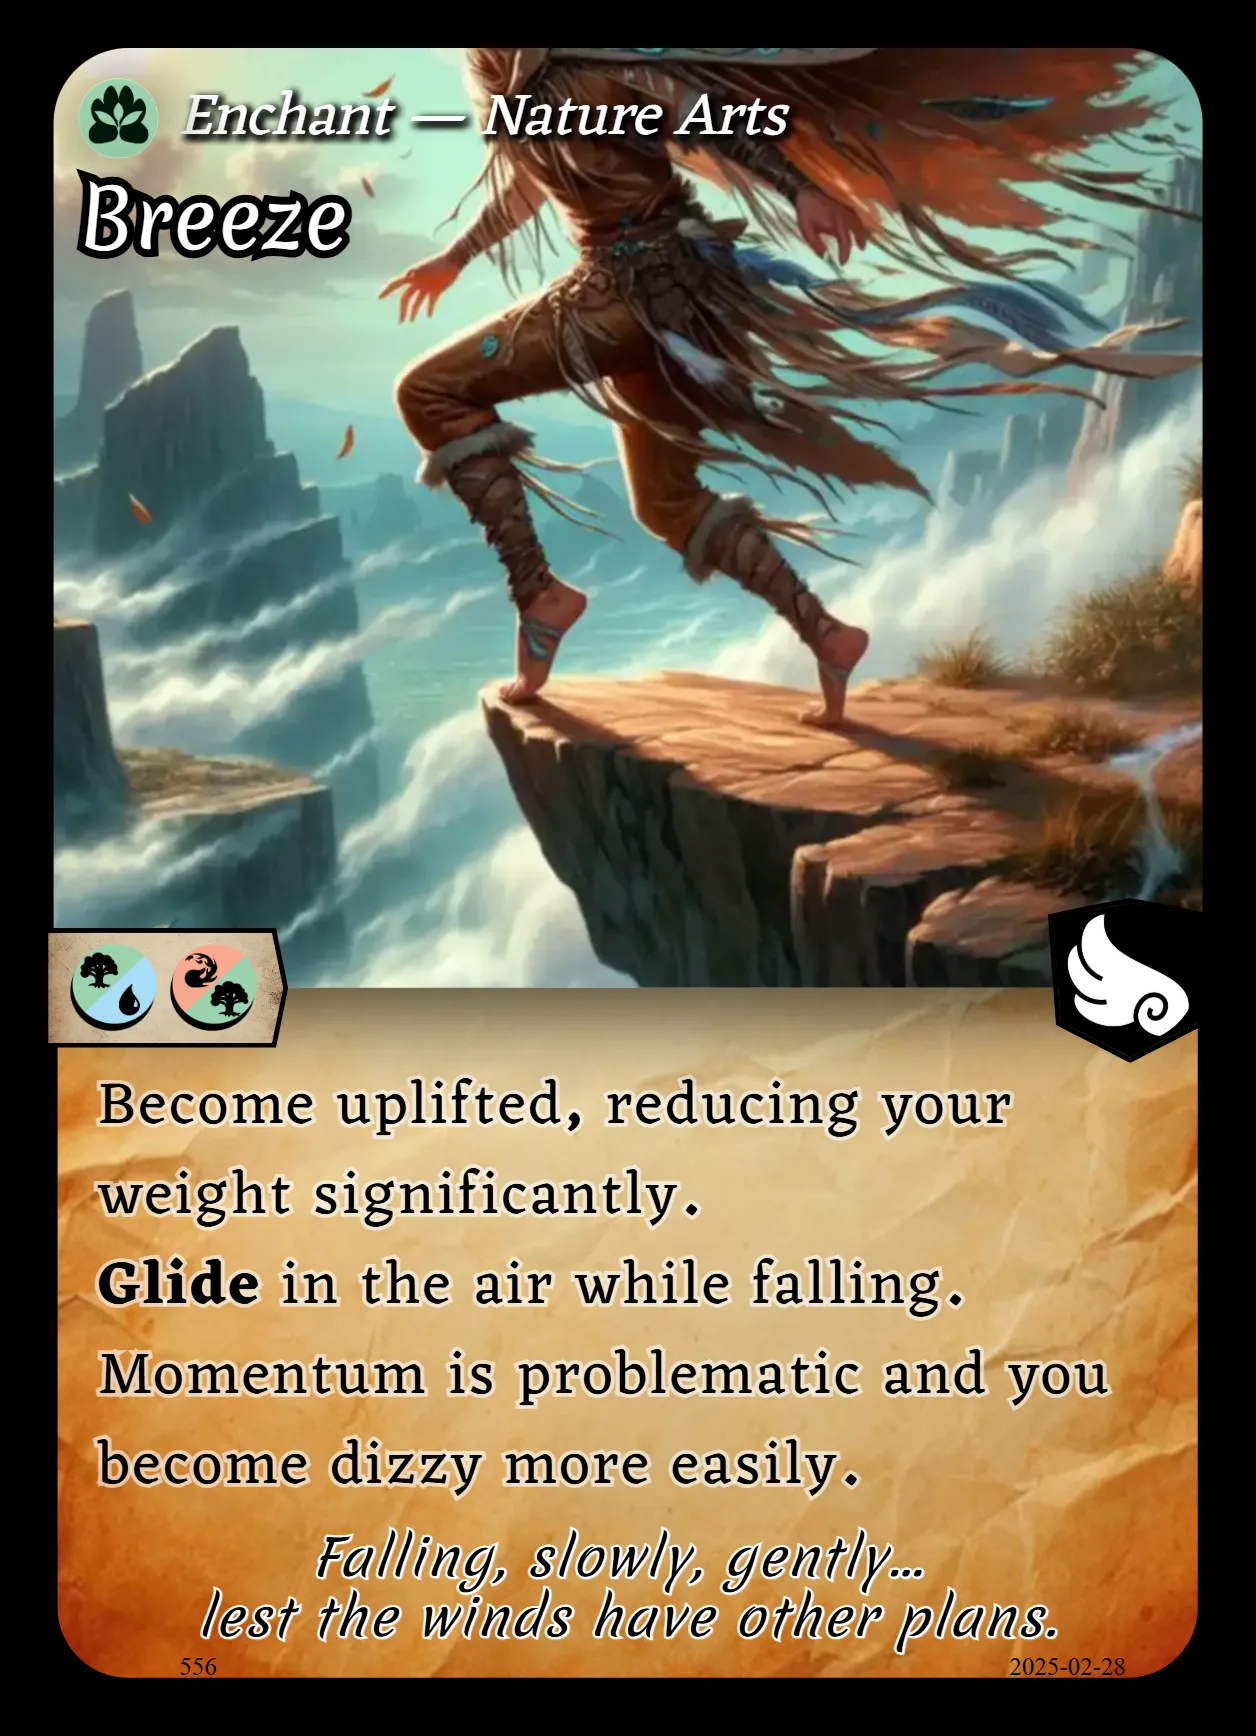 Enchant — Nature Arts
Breeze
Become uplifted, reducing your
weight significantly.
Glide in the air while falling.
Momentum is problematic and you
become dizzy more easily.
Falling, slowly, gently...
lest the winds have other plans.
556
2025-02-28